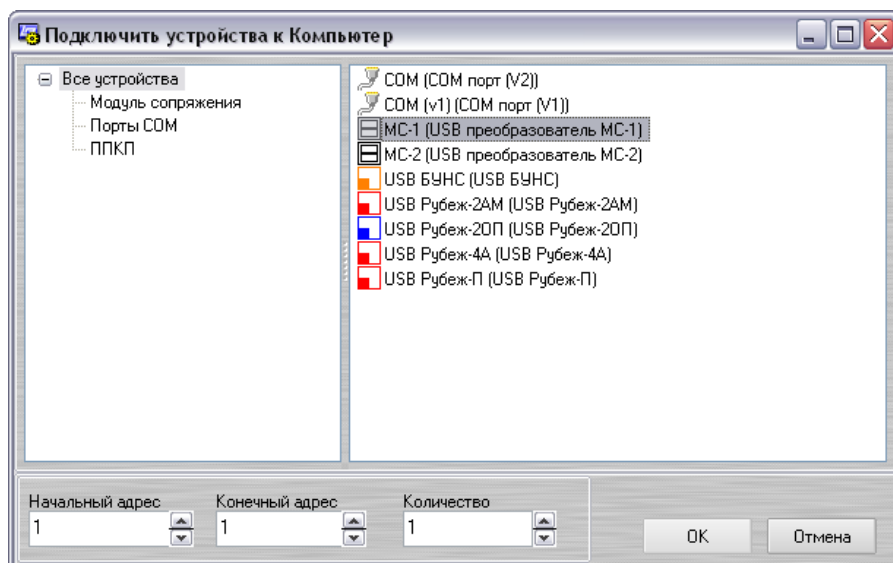 Подключить устройства к Компьютер
Все устройства
Модуль сопряжения
Порты COM
ППКП
COM (COM порт (V2))
COM (v1) (COM порт (V1))
МС-1 (USB преобразователь МС-1)
МС-2 (USB преобразователь МС-2)
USB БУНС (USB БУНС)
USB Рубеж-2АМ (USB Рубеж-2АМ)
USB Рубеж-2ОП (USB Рубеж-2ОП)
USB Рубеж-4А (USB Рубеж-4А)
USB Рубеж-П (USB Рубеж-П)
Начальный адрес Конечный адрес Количество
1 1 1
ОК Отмена